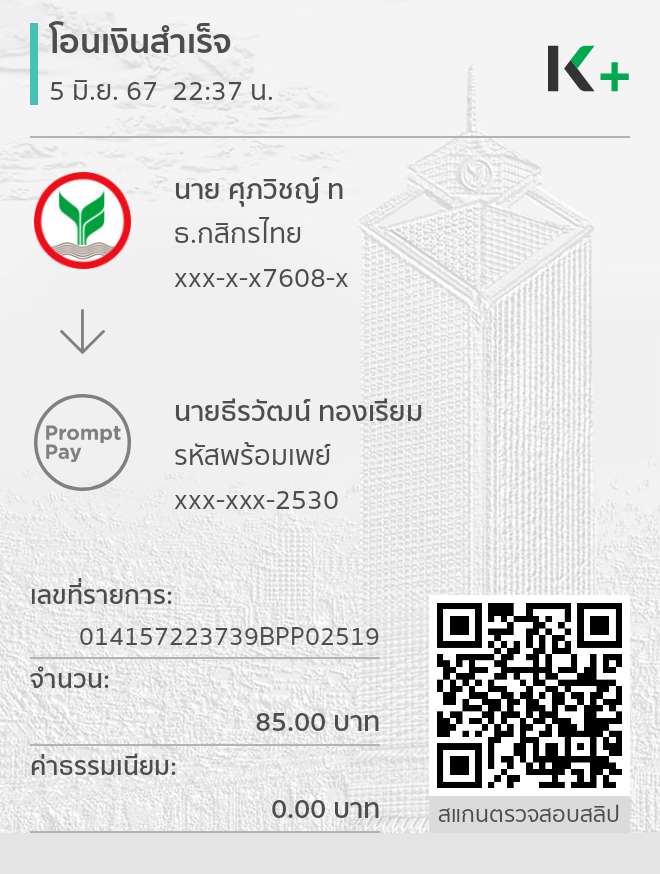 โอนเงินสำเร็จ
5 มิ.ย. 67 22:37 น.
K+
นาย ศุภวิชญ์ ท
ธ.กสิกรไทย
xxx-x-x7608-x
Prompt
Pay
นายธีรวัฒน์ ทองเรียม
รหัสพร้อมเพย์
xxx-xxx-2530
เลขที่รายการ:
014157223739BPP02519
จำนวน:
85.00 บาท
ค่าธรรมเนียม:
0.00 บาท
สแกนตรวจสอบสลิป